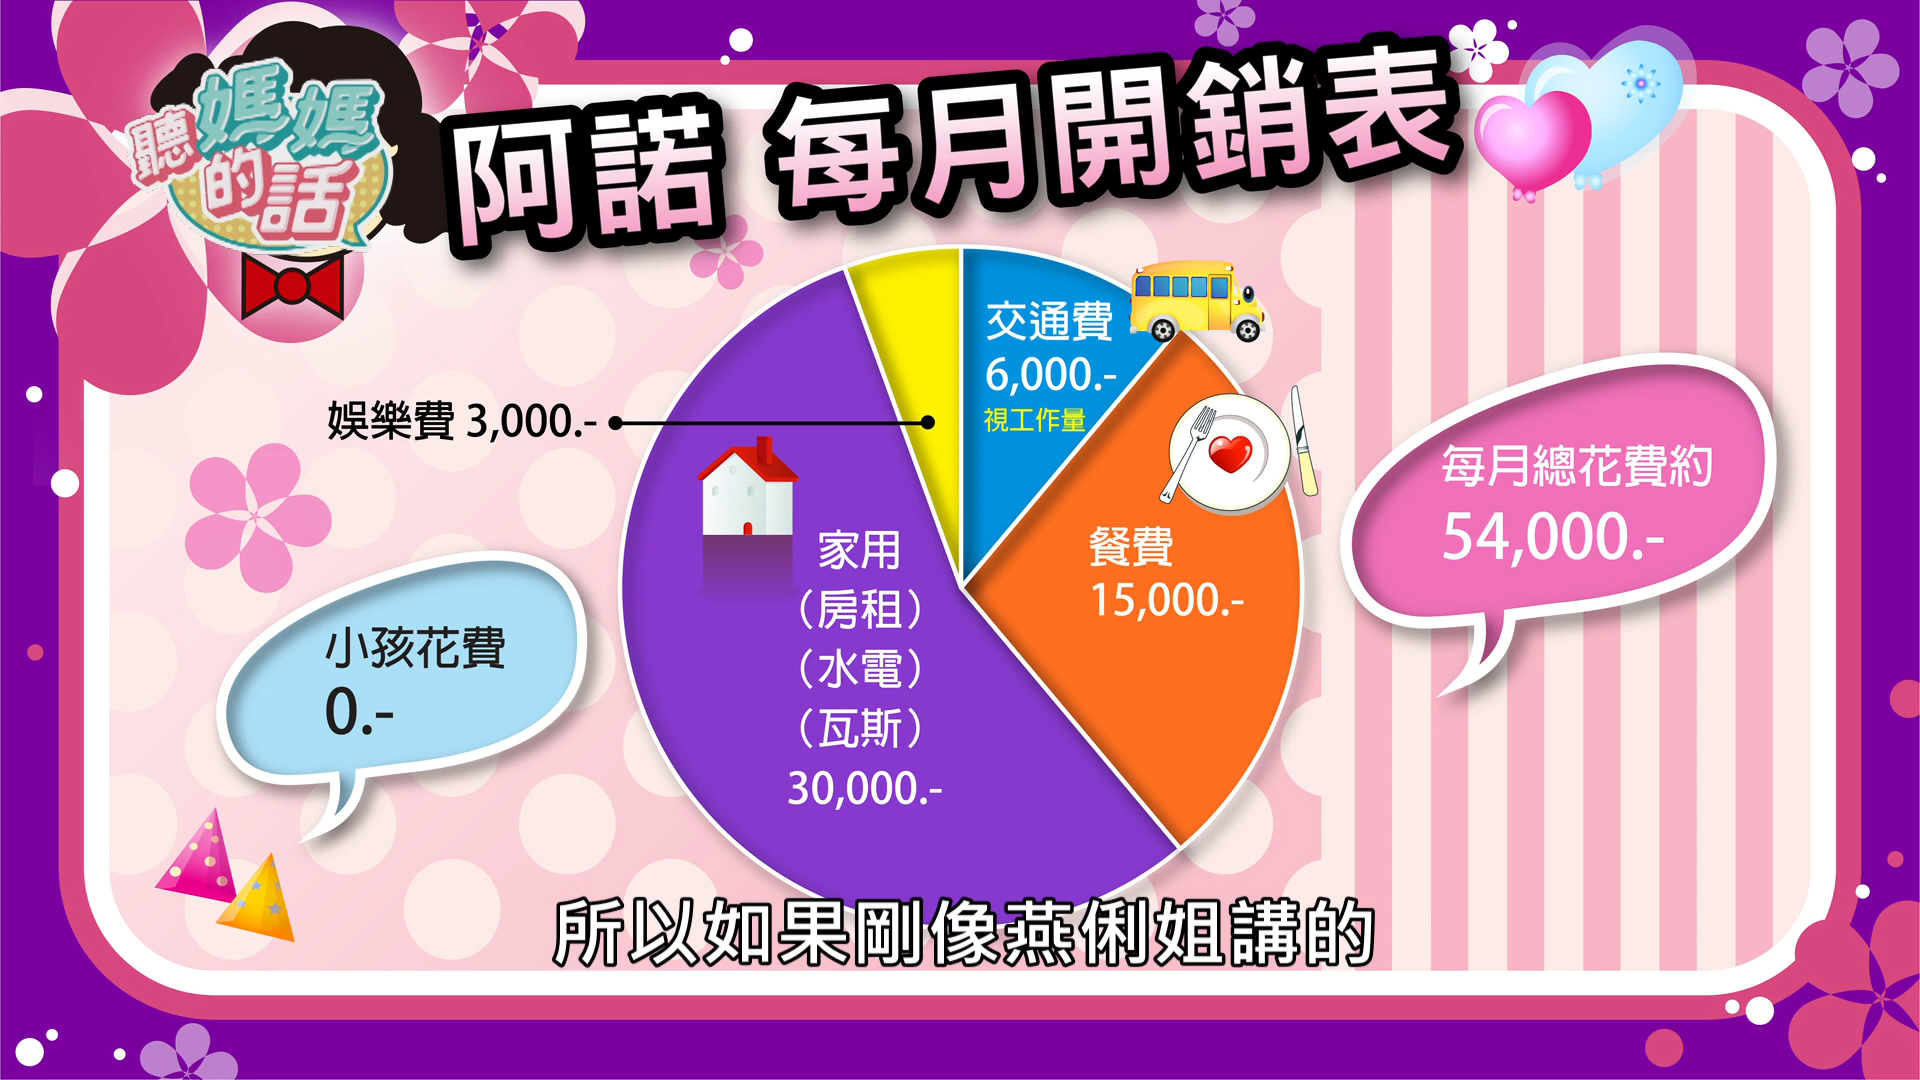 聽媽媽
的話
阿諾 每月開銷表
交通費
6,000.-
視工作量
娛樂費 3,000.-
每月總花費約
54,000.-
家用
（房租）
（水電）
（瓦斯）
30,000.-
餐費
15,000.-
小孩花費
0.-
所以如果剛像燕俐姐講的